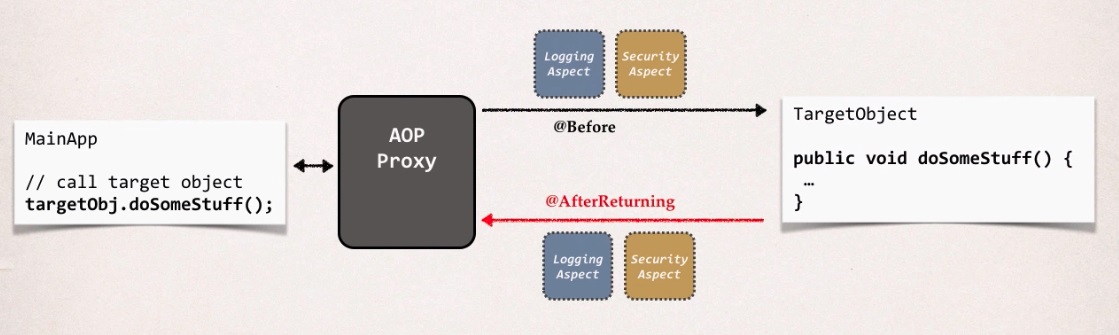 MainApp
// call target object
targetObj.doSomeStuff();
AOP
Proxy
Logging
Aspect
Security
Aspect
@Before
@AfterReturning
Logging
Aspect
Security
Aspect
TargetObject
public void doSomeStuff() {
…
}